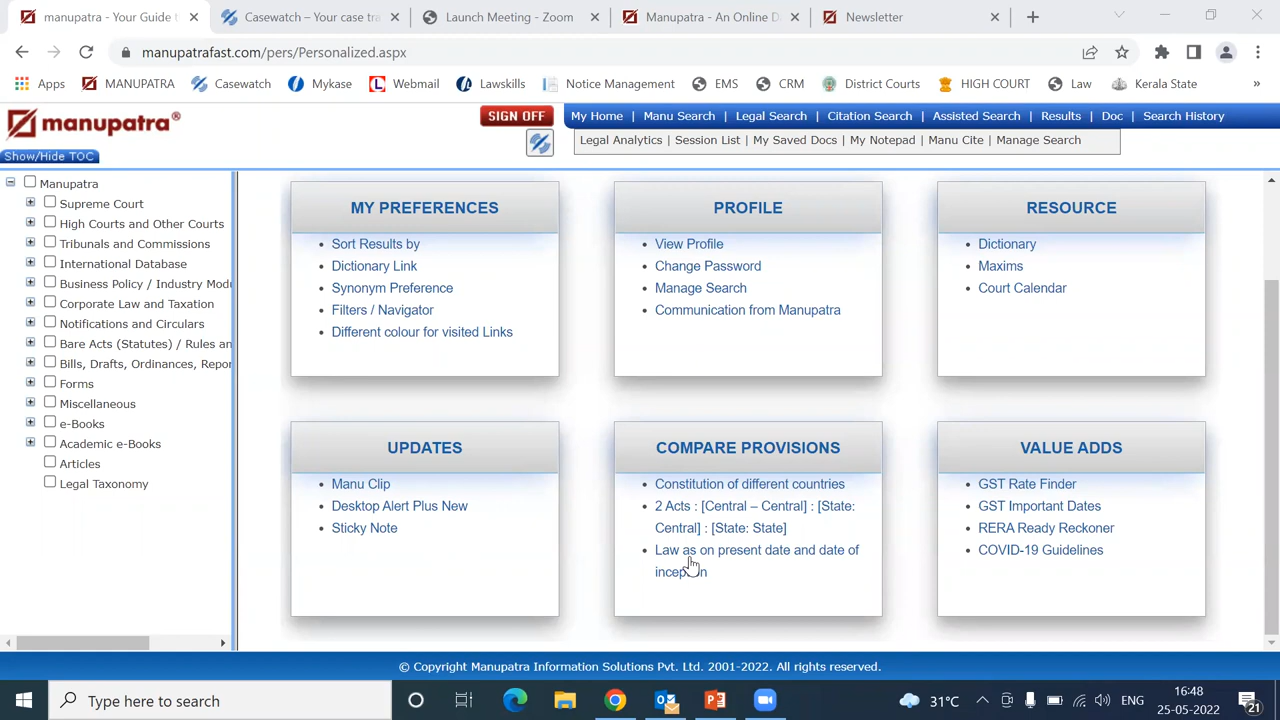 manupatra - Your Guide t
Casewatch – Your case tra
Launch Meeting - Zoom
Manupatra - An Online D
Newsletter
manupatrafast.com/pers/Personalized.aspx
Apps MANUPATRA Casewatch Mykase Webmail Lawskills Notice Management EMS CRM District Courts HIGH COURT Law Kerala State »
manupatra®
SIGN OFF
My Home | Manu Search | Legal Search | Citation Search | Assisted Search | Results | Doc | Search History
Legal Analytics | Session List | My Saved Docs | My Notepad | Manu Cite | Manage Search
Show/Hide TOC
Manupatra
Supreme Court
High Courts and Other Courts
Tribunals and Commissions
International Database
Business Policy / Industry Modu
Corporate Law and Taxation
Notifications and Circulars
Bare Acts (Statutes) / Rules an
Bills, Drafts, Ordinances, Repor
Forms
Miscellaneous
e-Books
Academic e-Books
Articles
Legal Taxonomy
MY PREFERENCES
• Sort Results by
• Dictionary Link
• Synonym Preference
• Filters / Navigator
• Different colour for visited Links
PROFILE
• View Profile
• Change Password
• Manage Search
• Communication from Manupatra
RESOURCE
• Dictionary
• Maxims
• Court Calendar
UPDATES
• Manu Clip
• Desktop Alert Plus New
• Sticky Note
COMPARE PROVISIONS
• Constitution of different countries
• 2 Acts : [Central – Central] : [State:
Central] : [State: State]
• Law as on present date and date of
inception
VALUE ADDS
• GST Rate Finder
• GST Important Dates
• RERA Ready Reckoner
• COVID-19 Guidelines
© Copyright Manupatra Information Solutions Pvt. Ltd. 2001-2022. All rights reserved.
Type here to search
31°C
ENG
16:48
25-05-2022
21